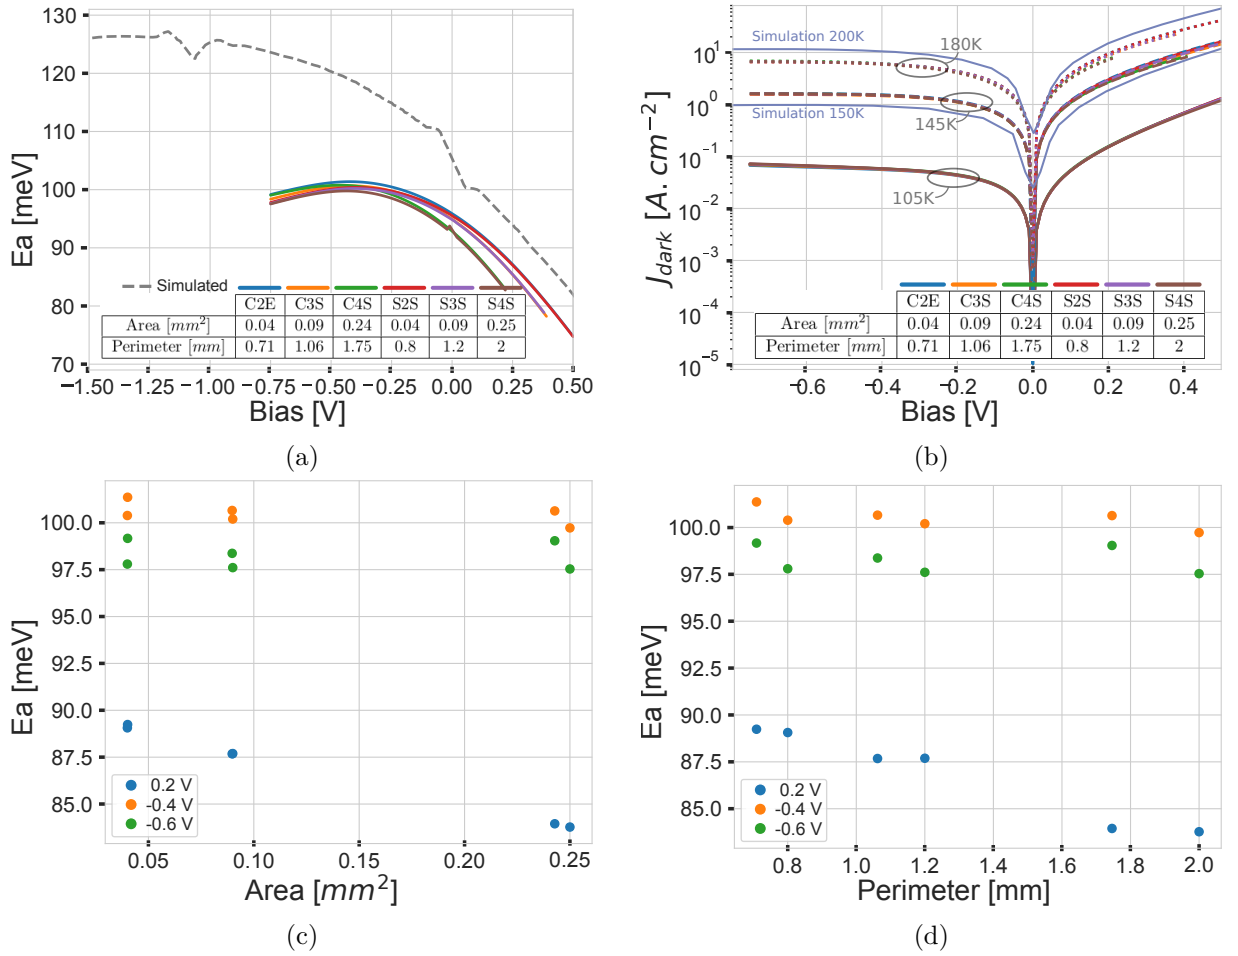 130
120
110
100
90
80
70
Ea [meV]
Simulated
C2E C3S C4S S2S S3S S4S
Area [mm²] 0.04 0.09 0.24 0.04 0.09 0.25
Perimeter [mm] 0.71 1.06 1.75 0.8 1.2 2
−1.50 −1.25 −1.00 −0.75 −0.50 −0.25 0.00 0.25 0.50
Bias [V]
(a)
10¹
10⁰
10⁻¹
10⁻²
10⁻³
10⁻⁴
10⁻⁵
J_dark [A.cm⁻²]
Simulation 200K
180K
Simulation 150K
145K
105K
C2E C3S C4S S2S S3S S4S
Area [mm²] 0.04 0.09 0.24 0.04 0.09 0.25
Perimeter [mm] 0.71 1.06 1.75 0.8 1.2 2
−0.6 −0.4 −0.2 0.0 0.2 0.4
Bias [V]
(b)
100.0
97.5
95.0
92.5
90.0
87.5
85.0
Ea [meV]
0.2 V
-0.4 V
-0.6 V
0.05 0.10 0.15 0.20 0.25
Area [mm²]
(c)
100.0
97.5
95.0
92.5
90.0
87.5
85.0
Ea [meV]
0.2 V
-0.4 V
-0.6 V
0.8 1.0 1.2 1.4 1.6 1.8 2.0
Perimeter [mm]
(d)